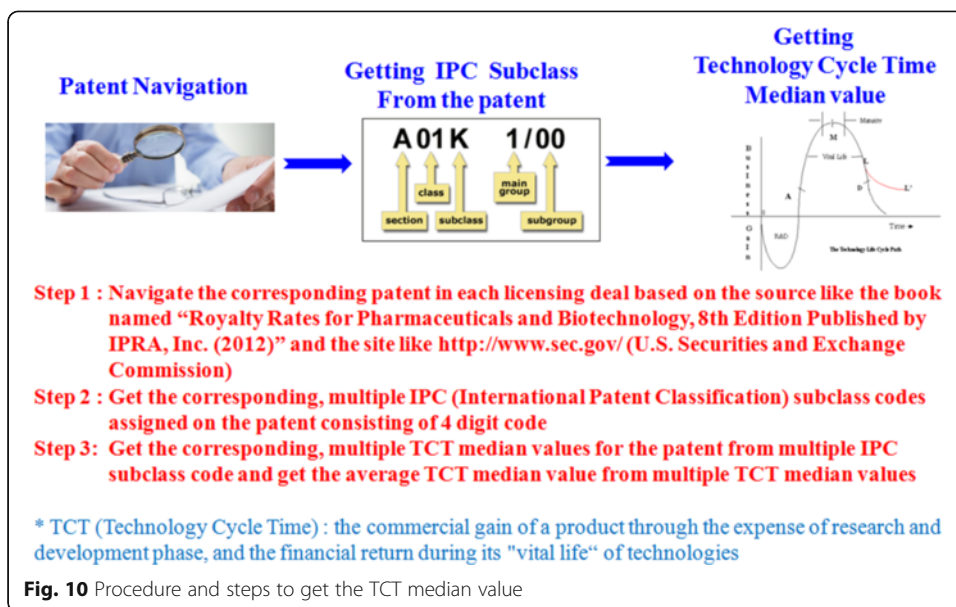 Patent Navigation
Getting IPC Subclass
From the patent
Getting
Technology Cycle Time
Median value
A 01 K 1/00
section
class
subclass
main
group
subgroup
Business
Gain
R&D
A
M
Maturity
Vital Life
L
D
L'
Time
The Technology Life Cycle Path
Step 1 : Navigate the corresponding patent in each licensing deal based on the source like the book
named “Royalty Rates for Pharmaceuticals and Biotechnology, 8th Edition Published by
IPRA, Inc. (2012)” and the site like http://www.sec.gov/ (U.S. Securities and Exchange
Commission)
Step 2 : Get the corresponding, multiple IPC (International Patent Classification) subclass codes
assigned on the patent consisting of 4 digit code
Step 3: Get the corresponding, multiple TCT median values for the patent from multiple IPC
subclass code and get the average TCT median value from multiple TCT median values
* TCT (Technology Cycle Time) : the commercial gain of a product through the expense of research and
development phase, and the financial return during its "vital life“ of technologies
Fig. 10 Procedure and steps to get the TCT median value